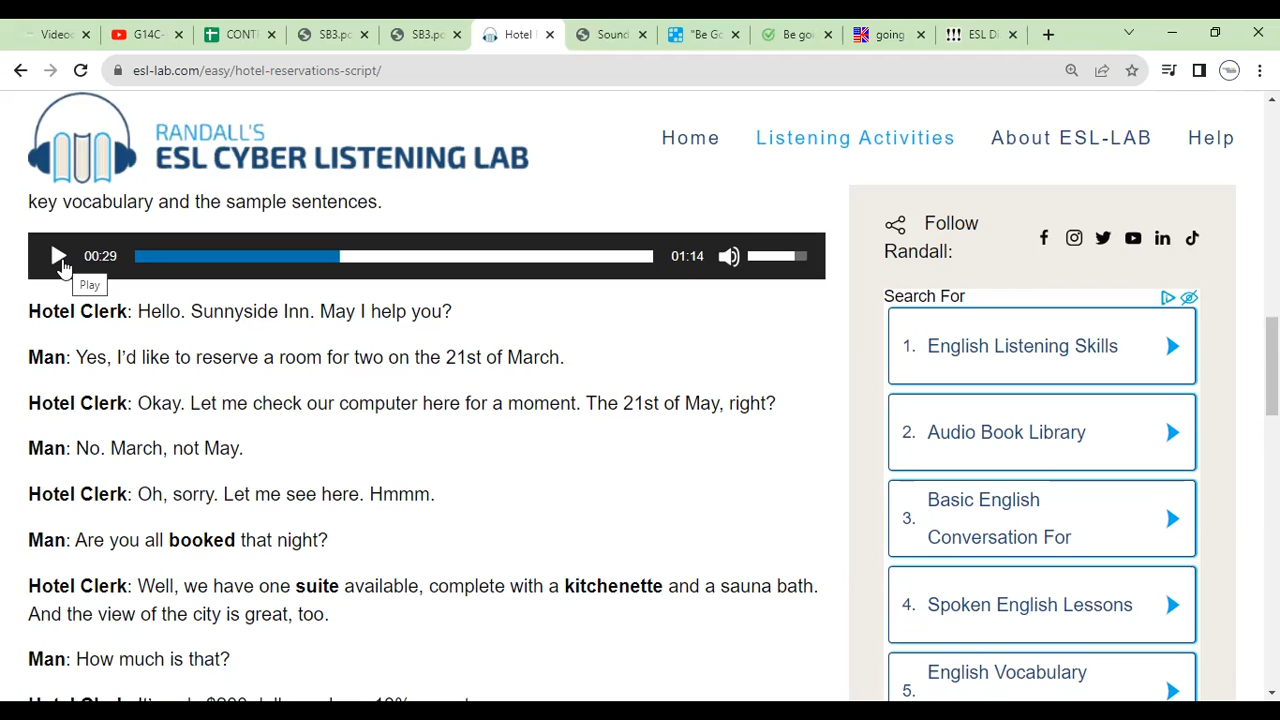 Videoc
G14C-
CONTI
SB3.pc
SB3.pc
Hotel
Sound
"Be Go
Be goi
going
ESL Di
esl-lab.com/easy/hotel-reservations-script/
RANDALL'S
ESL CYBER LISTENING LAB
Home
Listening Activities
About ESL-LAB
Help
key vocabulary and the sample sentences.
00:29
01:14
Play
Hotel Clerk: Hello. Sunnyside Inn. May I help you?
Man: Yes, I'd like to reserve a room for two on the 21st of March.
Hotel Clerk: Okay. Let me check our computer here for a moment. The 21st of May, right?
Man: No. March, not May.
Hotel Clerk: Oh, sorry. Let me see here. Hmmm.
Man: Are you all booked that night?
Hotel Clerk: Well, we have one suite available, complete with a kitchenette and a sauna bath.
And the view of the city is great, too.
Man: How much is that?
Follow
Randall:
Search For
1. English Listening Skills
2. Audio Book Library
3. Basic English
Conversation For
4. Spoken English Lessons
5. English Vocabulary